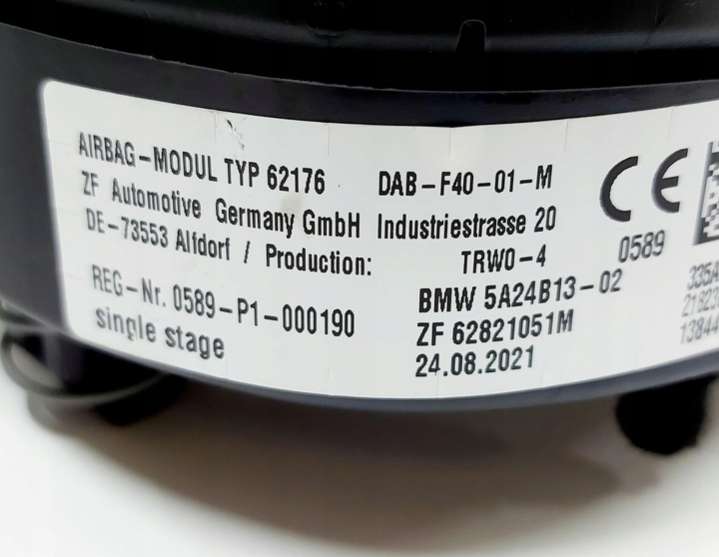 AIRBAG-MODUL TYP 62176 DAB-F40-01-M
ZF Automotive Germany GmbH Industriestrasse 20
DE-73553 Alfdorf / Production: TRW0-4 0589
REG-Nr. 0589-P1-000190 BMW 5A24B13-02
single stage ZF 62821051M
24.08.2021
CE